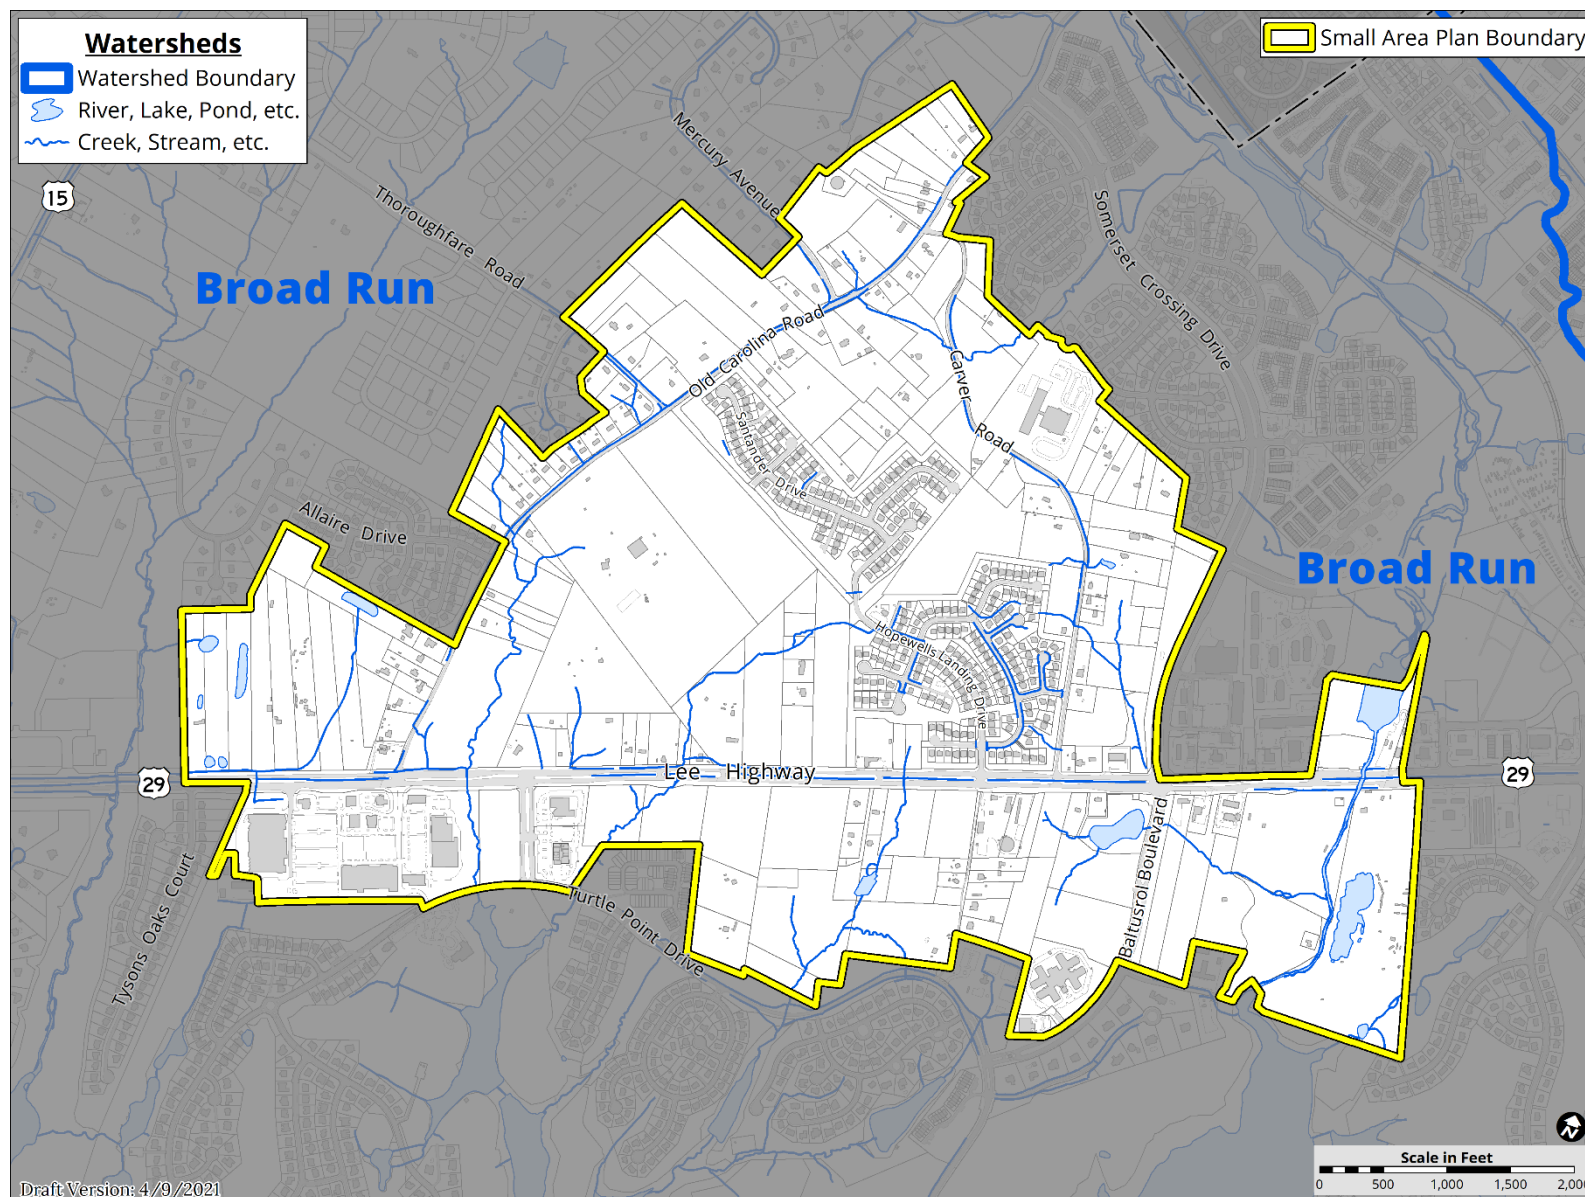 Watersheds
Watershed Boundary
River, Lake, Pond, etc.
Creek, Stream, etc.
Small Area Plan Boundary
15
Mercury Avenue
Thoroughfare Road
Somerset Crossing Drive
Broad Run
Old Carolina Road
Carver Road
Santander Drive
Allaire Drive
Broad Run
Hopewells Landing Drive
29
Lee Highway
29
Tysons Oaks Court
Turtle Point Drive
Baltusrol Boulevard
N
Scale in Feet
0 500 1,000 1,500 2,00
Draft Version: 4/9/2021